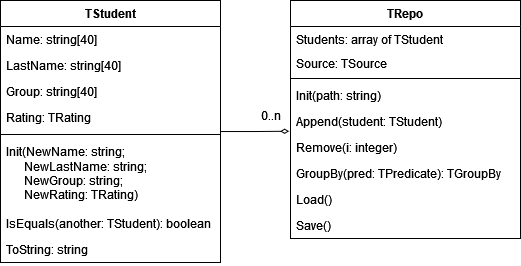 TStudent
Name: string[40]
LastName: string[40]
Group: string[40]
Rating: TRating
Init(NewName: string;
NewLastName: string;
NewGroup: string;
NewRating: TRating)
IsEquals(another: TStudent): boolean
ToString: string
0..n
TRepo
Students: array of TStudent
Source: TSource
Init(path: string)
Append(student: TStudent)
Remove(i: integer)
GroupBy(pred: TPredicate): TGroupBy
Load()
Save()